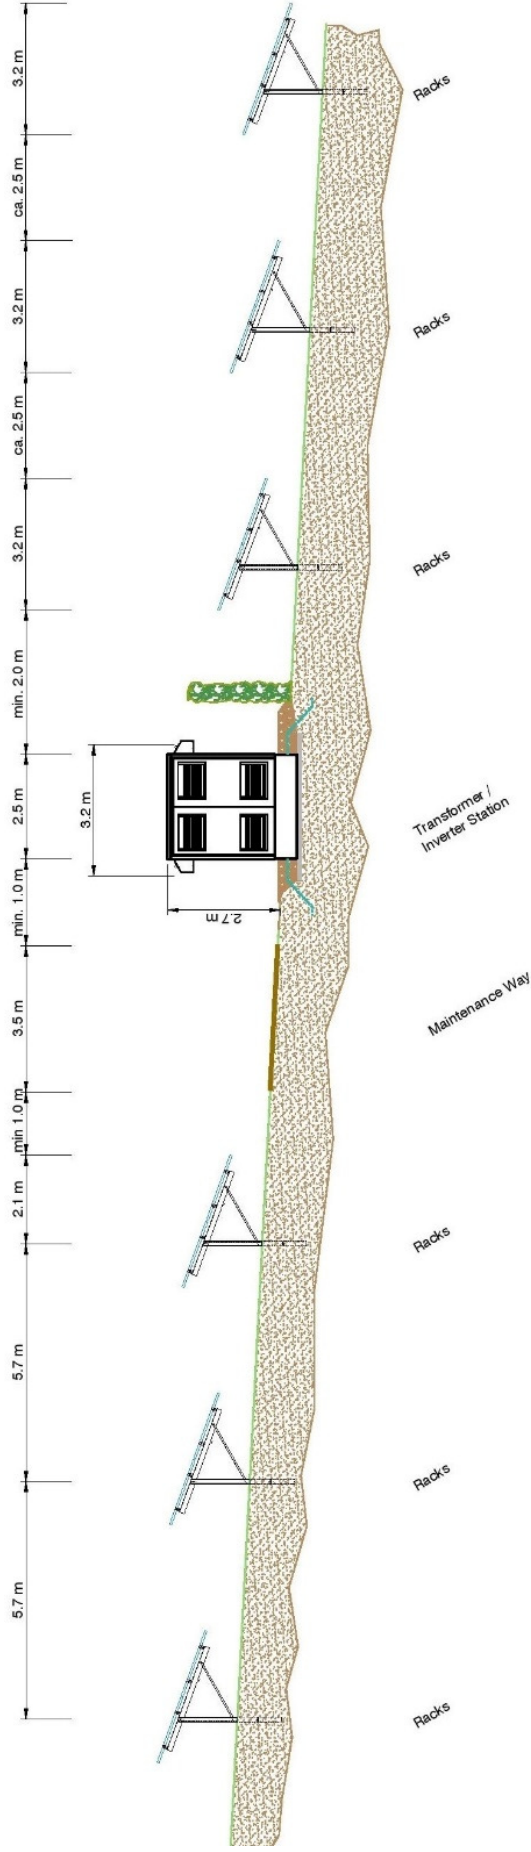 5.7 m
5.7 m
2.1 m
min 1.0 m
3.5 m
min. 1.0 m
2.5 m
min. 2.0 m
3.2 m
ca. 2.5 m
3.2 m
ca. 2.5 m
3.2 m
3.2 m
2.7 m
Racks
Racks
Racks
Maintenance Way
Transformer /
Inverter Station
Racks
Racks
Racks